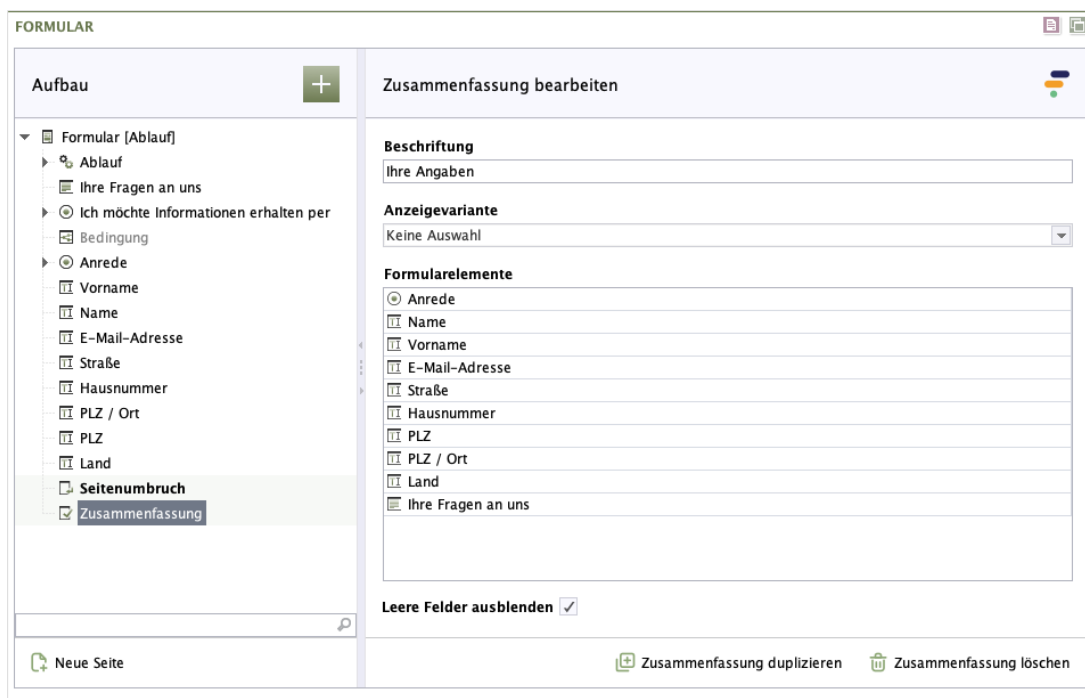 FORMULAR
Aufbau
Formular [Ablauf]
Ablauf
Ihre Fragen an uns
Ich möchte Informationen erhalten per
Bedingung
Anrede
Vorname
Name
E-Mail-Adresse
Straße
Hausnummer
PLZ / Ort
PLZ
Land
Seitenumbruch
Zusammenfassung
Neue Seite
Zusammenfassung bearbeiten
Beschriftung
Ihre Angaben
Anzeigevariante
Keine Auswahl
Formularelemente
Anrede
Name
Vorname
E-Mail-Adresse
Straße
Hausnummer
PLZ
PLZ / Ort
Land
Ihre Fragen an uns
Leere Felder ausblenden
Zusammenfassung duplizieren
Zusammenfassung löschen